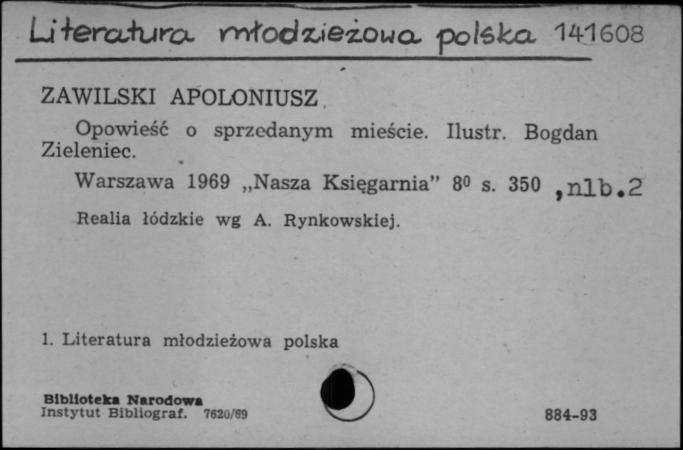 Literatura młodzieżowa polska 141608
ZAWILSKI APOLONIUSZ
Opowieść o sprzedanym mieście. Ilustr. Bogdan
Zieleniec.
Warszawa 1969 „Nasza Księgarnia” 8⁰ s. 350 , nlb. 2
Realia łódzkie wg A. Rynkowskiej.
1. Literatura młodzieżowa polska
Biblioteka Narodowa
Instytut Bibliograf. 7620/69
884-93